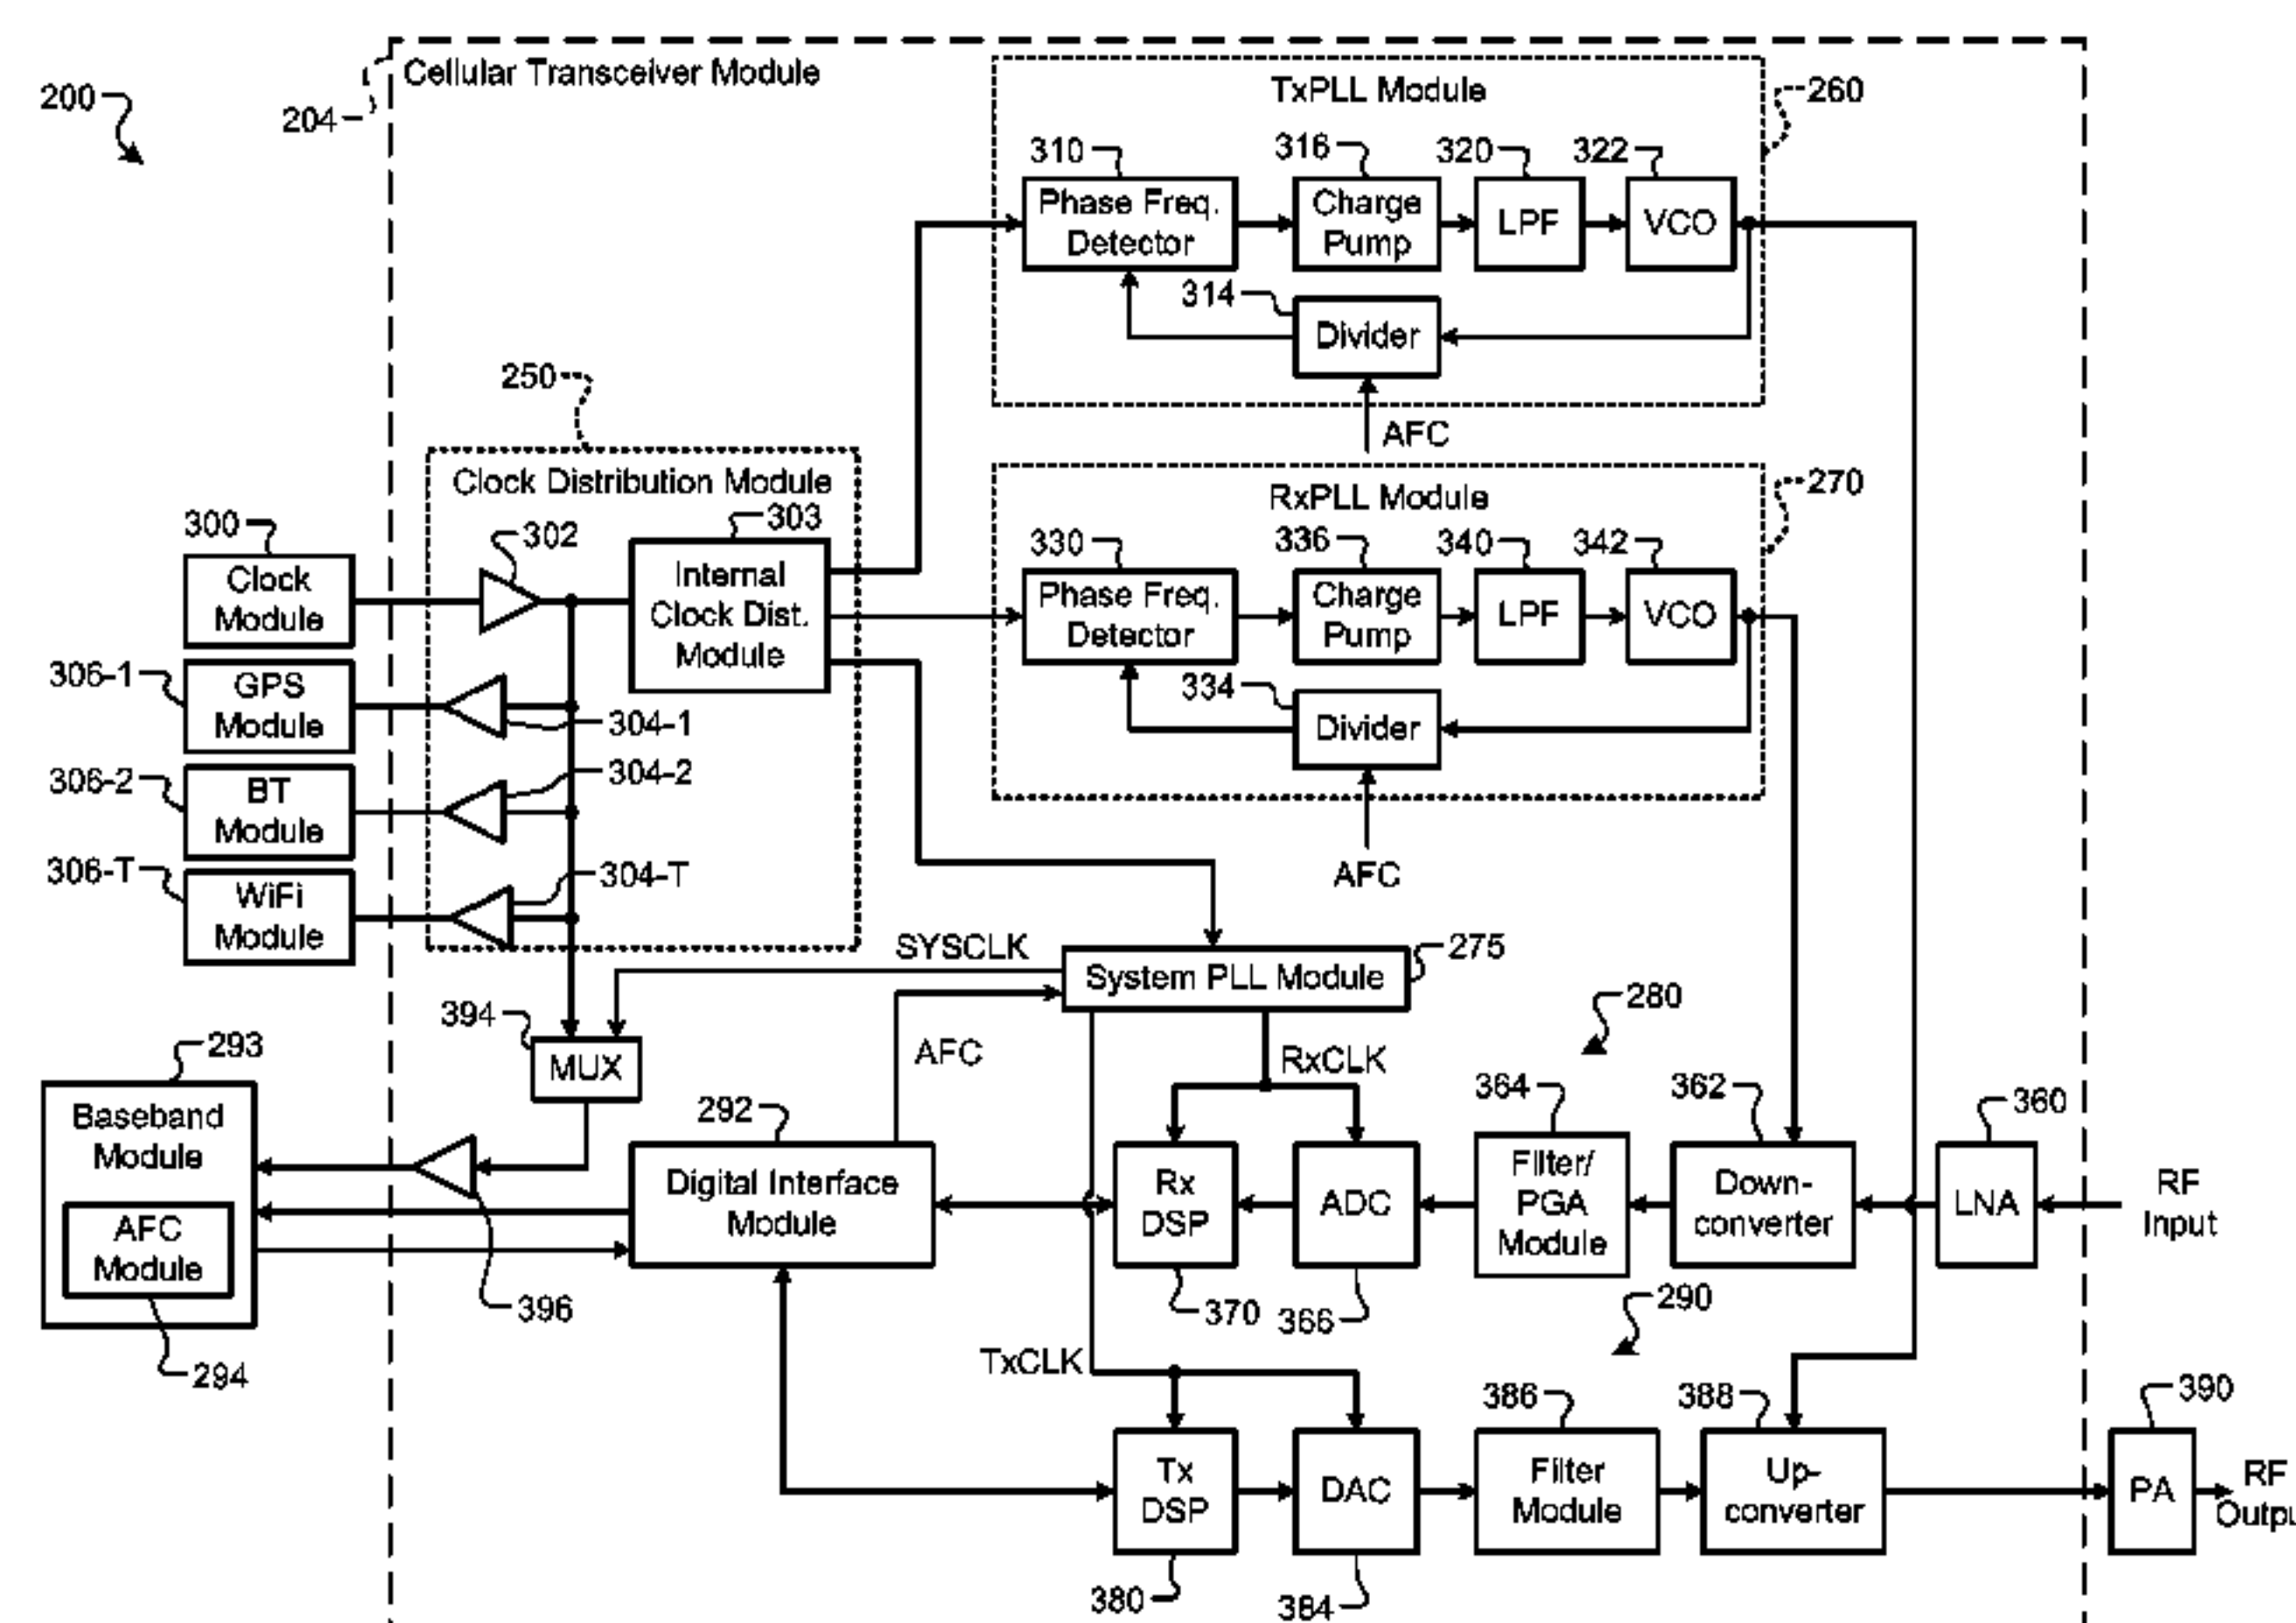 200
204
Cellular Transceiver Module
TxPLL Module
260
310
316
320
322
Phase Freq.
Detector
Charge
Pump
LPF
VCO
314
Divider
AFC
250
Clock Distribution Module
RxPLL Module
270
300
302
303
330
336
340
342
Clock
Module
Internal
Clock Dist.
Module
Phase Freq.
Detector
Charge
Pump
LPF
VCO
306-1
GPS
Module
304-1
334
Divider
306-2
BT
Module
304-2
AFC
306-T
WiFi
Module
304-T
SYSCLK
System PLL Module
275
394
MUX
AFC
RxCLK
280
293
Baseband
Module
AFC
Module
294
396
292
Digital Interface
Module
Rx
DSP
370
ADC
366
364
Filter/
PGA
Module
362
Down-
converter
360
LNA
RF
Input
290
TxCLK
386
388
390
Tx
DSP
380
DAC
384
Filter
Module
Up-
converter
PA
RF
Outpu